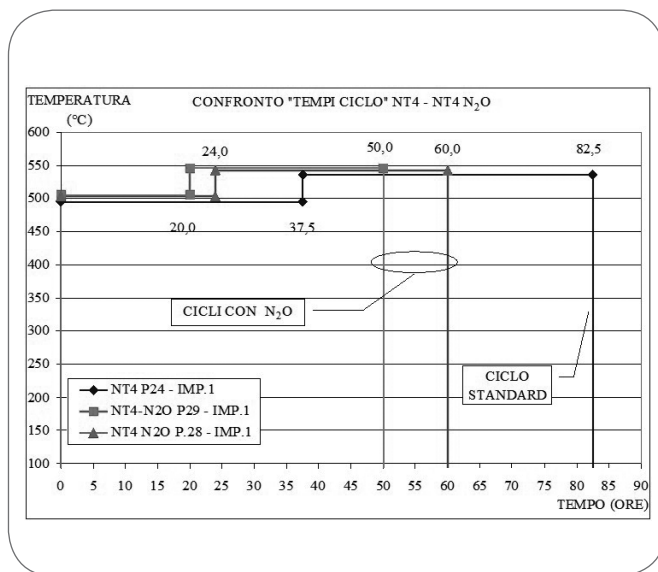 TEMPERATURA
(°C)
CONFRONTO "TEMPI CICLO" NT4 - NT4 N₂O
600
550
500
450
400
350
300
250
200
150
100
24,0
50,0
60,0
82,5
20,0
37,5
CICLI CON N₂O
CICLO
STANDARD
NT4 P24 - IMP.1
NT4-N2O P29 - IMP.1
NT4 N2O P.28 - IMP.1
0 5 10 15 20 25 30 35 40 45 50 55 60 65 70 75 80 85 90
TEMPO (ORE)